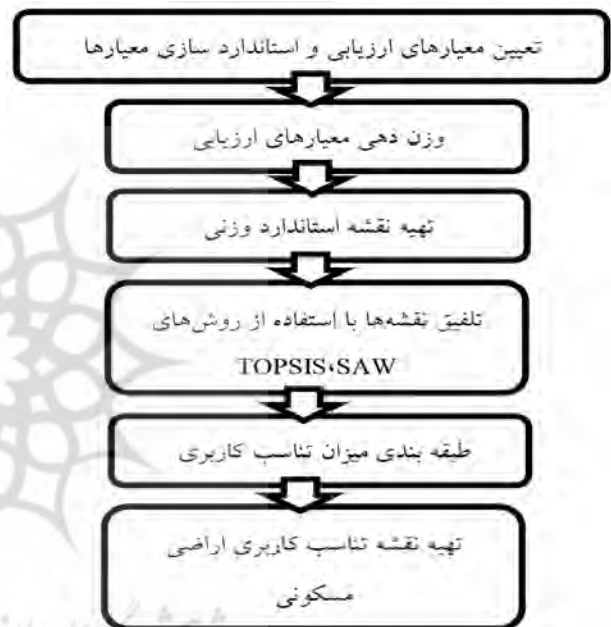 تعیین معیارهای ارزیابی و استاندارد سازی معیارها
وزن دهی معیارهای ارزیابی
تهیه نقشه استاندارد وزنی
تلفیق نقشه‌ها با استفاده از روش‌های
TOPSIS،SAW
طبقه بندی میزان تناسب کاربری
تهیه نقشه تناسب کاربری اراضی
مسکونی